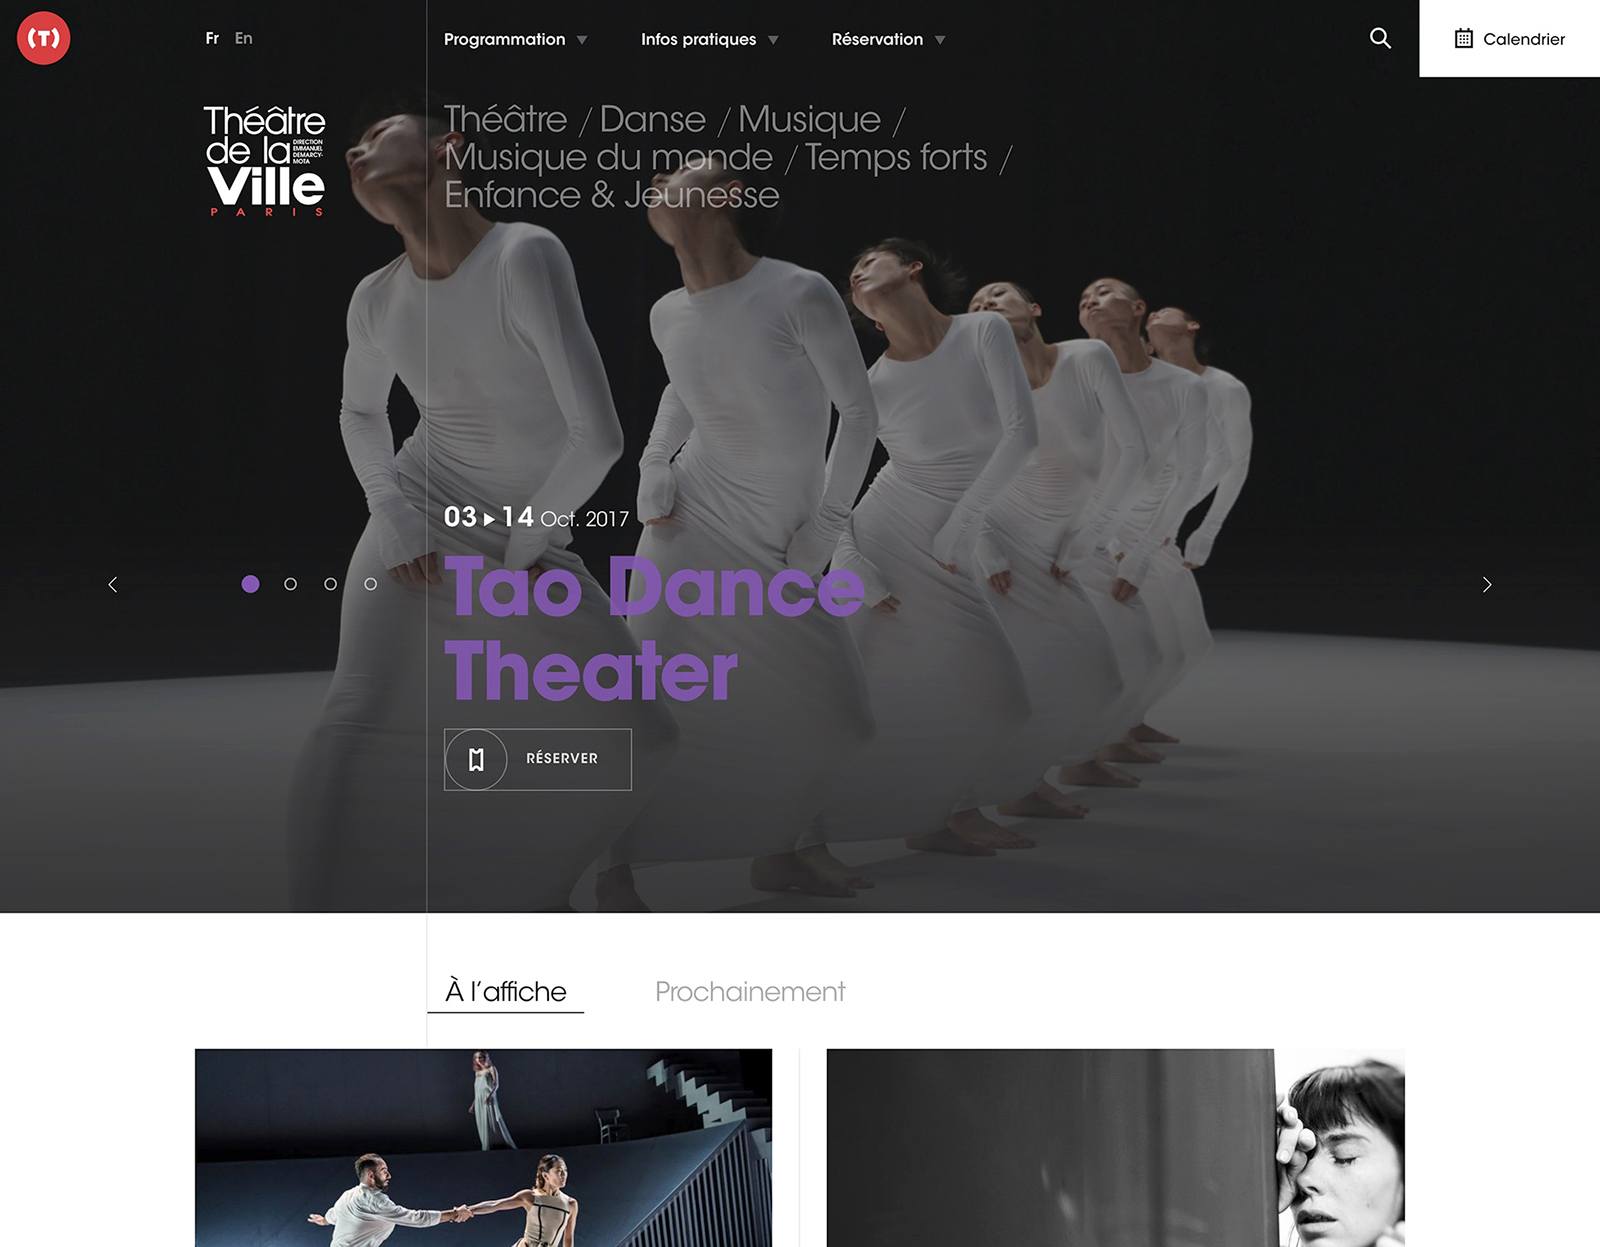 (T)
Fr En
Programmation
Infos pratiques
Réservation
Calendrier
Théâtre
de la
DIRECTION
EMMANUEL
DEMARCY-
MOTA
Ville
PARIS
Théâtre / Danse / Musique /
Musique du monde / Temps forts /
Enfance & Jeunesse
03 ▶ 14 Oct. 2017
Tao Dance
Theater
RÉSERVER
À l’affiche
Prochainement